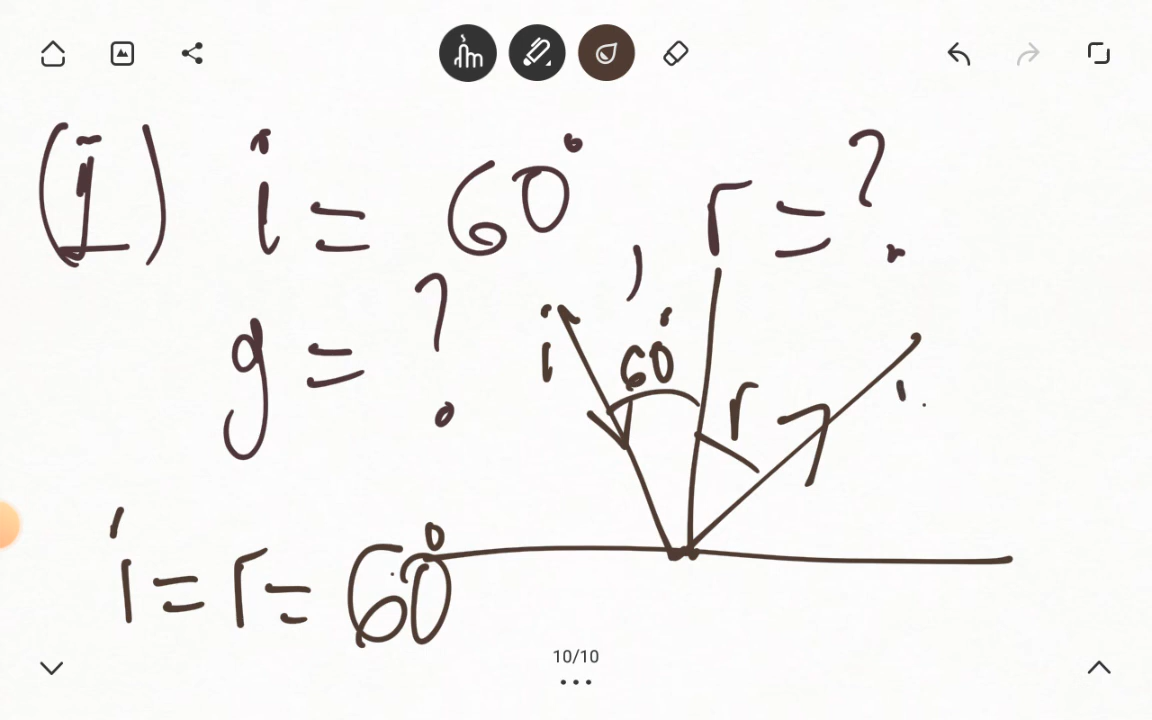 (1) i = 60° , r = ?
g = ?
i 60° r i
i = r = 60°
10/10